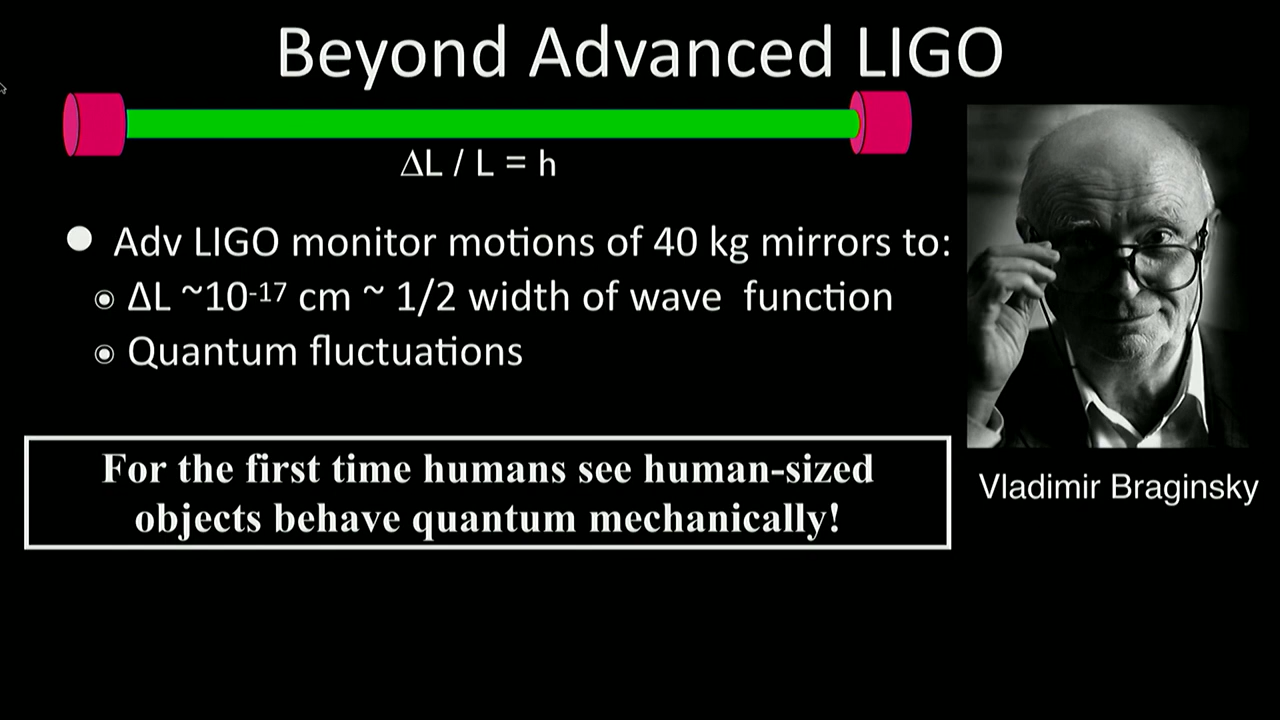 Beyond Advanced LIGO
ΔL / L = h
● Adv LIGO monitor motions of 40 kg mirrors to:
◉ ΔL ~10-17 cm ~ 1/2 width of wave function
◉ Quantum fluctuations
For the first time humans see human-sized
objects behave quantum mechanically!
Vladimir Braginsky